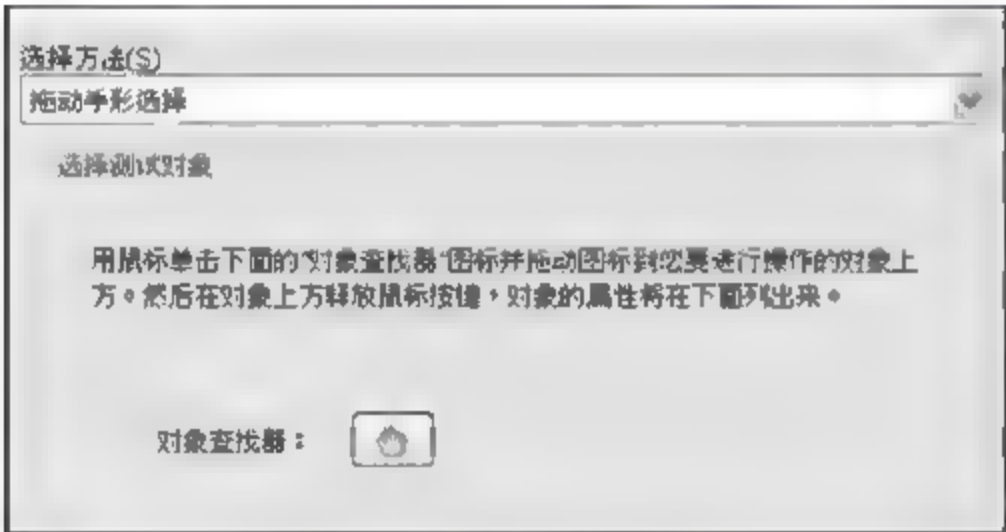 选择方法(S)
拖动手形选择
选择测试对象
用鼠标单击下面的"对象查找器"图标并拖动图标到您要进行操作的对象上
方。然后在对象上方释放鼠标按键，对象的属性将在下面列出来。
对象查找器：